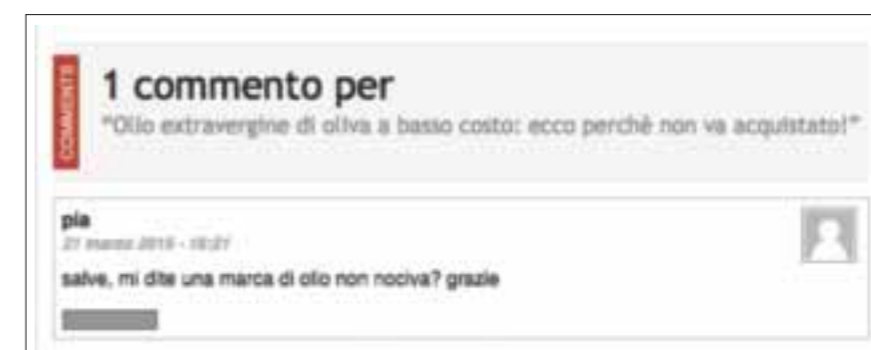 COMMENTS
1 commento per
"Olio extravergine di oliva a basso costo: ecco perchè non va acquistato!"
pia
salve, mi dite una marca di olio non nociva? grazie